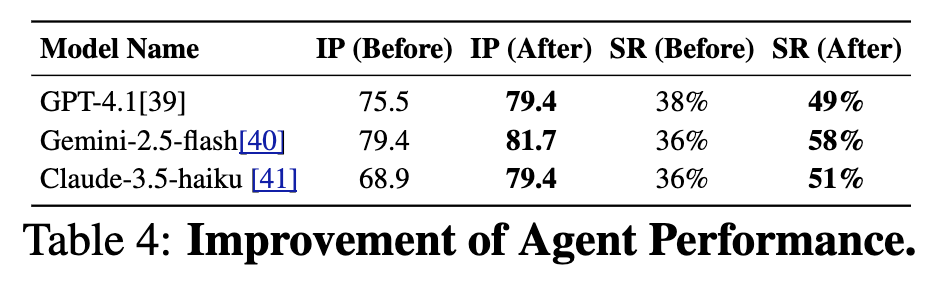 Model Name IP (Before) IP (After) SR (Before) SR (After)
GPT-4.1[39] 75.5 79.4 38% 49%
Gemini-2.5-flash[40] 79.4 81.7 36% 58%
Claude-3.5-haiku [41] 68.9 79.4 36% 51%
Table 4: Improvement of Agent Performance.